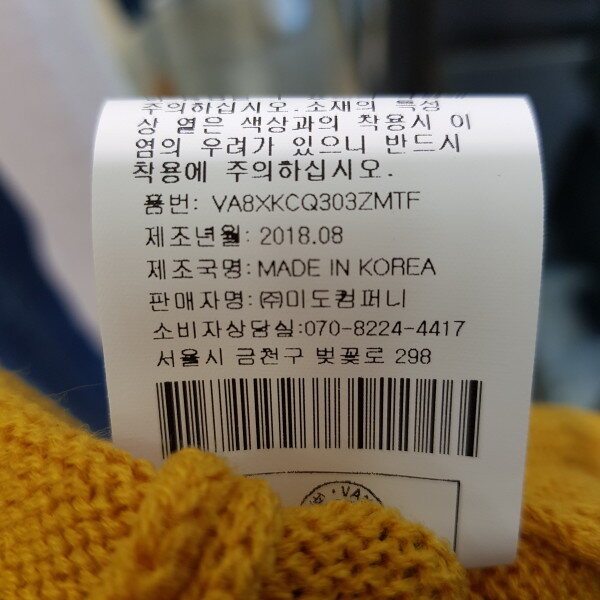 주의하십시오.소재의 특성
상 열은 색상과의 착용시 이
염의 우려가 있으니 반드시
착용에 주의하십시오.
품번: VA8XKCQ303ZMTF
제조년월: 2018.08
제조국명: MADE IN KOREA
판매자명: ㈜미도컴퍼니
소비자상담실:070-8224-4417
서울시 금천구 벚꽃로 298
VA